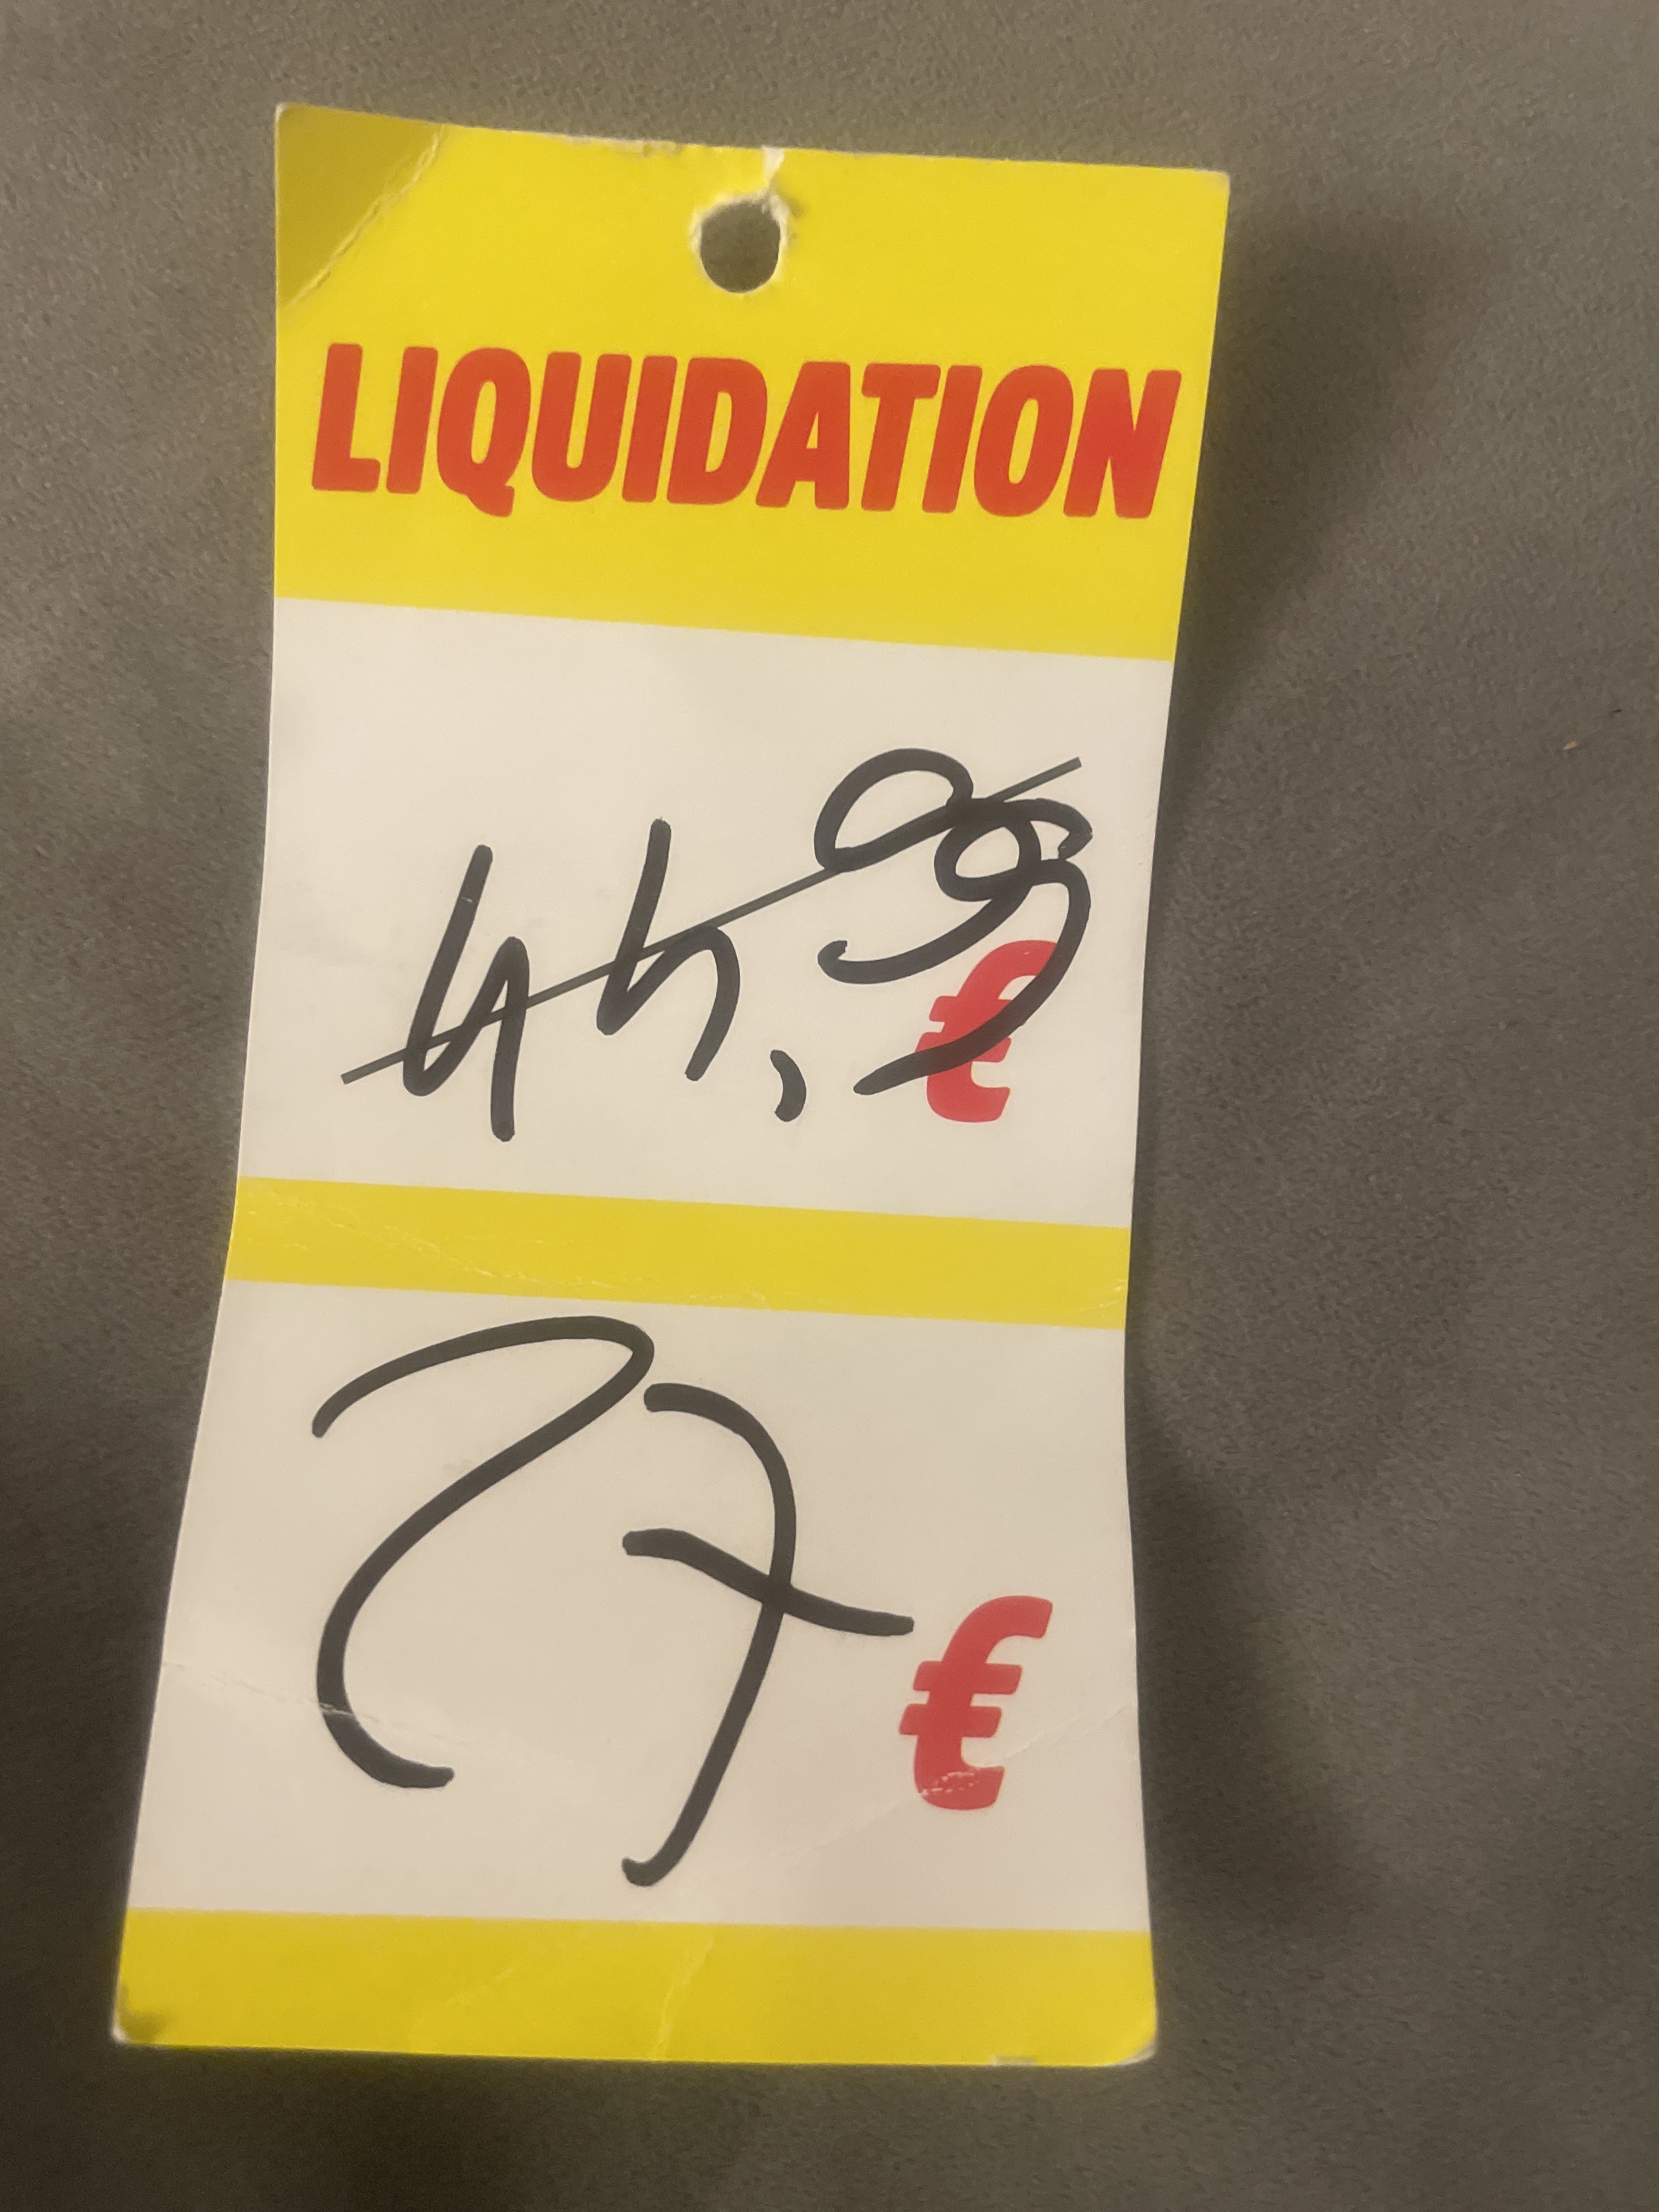 LIQUIDATION
44,99 €
27 €